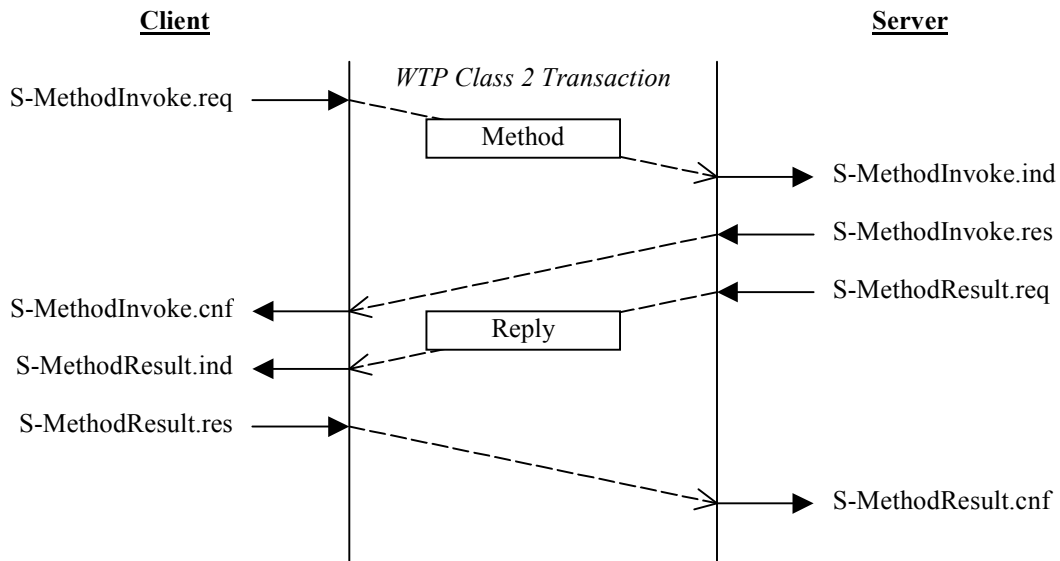 Client
Server
WTP Class 2 Transaction
S-MethodInvoke.req
Method
S-MethodInvoke.ind
S-MethodInvoke.res
S-MethodResult.req
S-MethodInvoke.cnf
Reply
S-MethodResult.ind
S-MethodResult.res
S-MethodResult.cnf